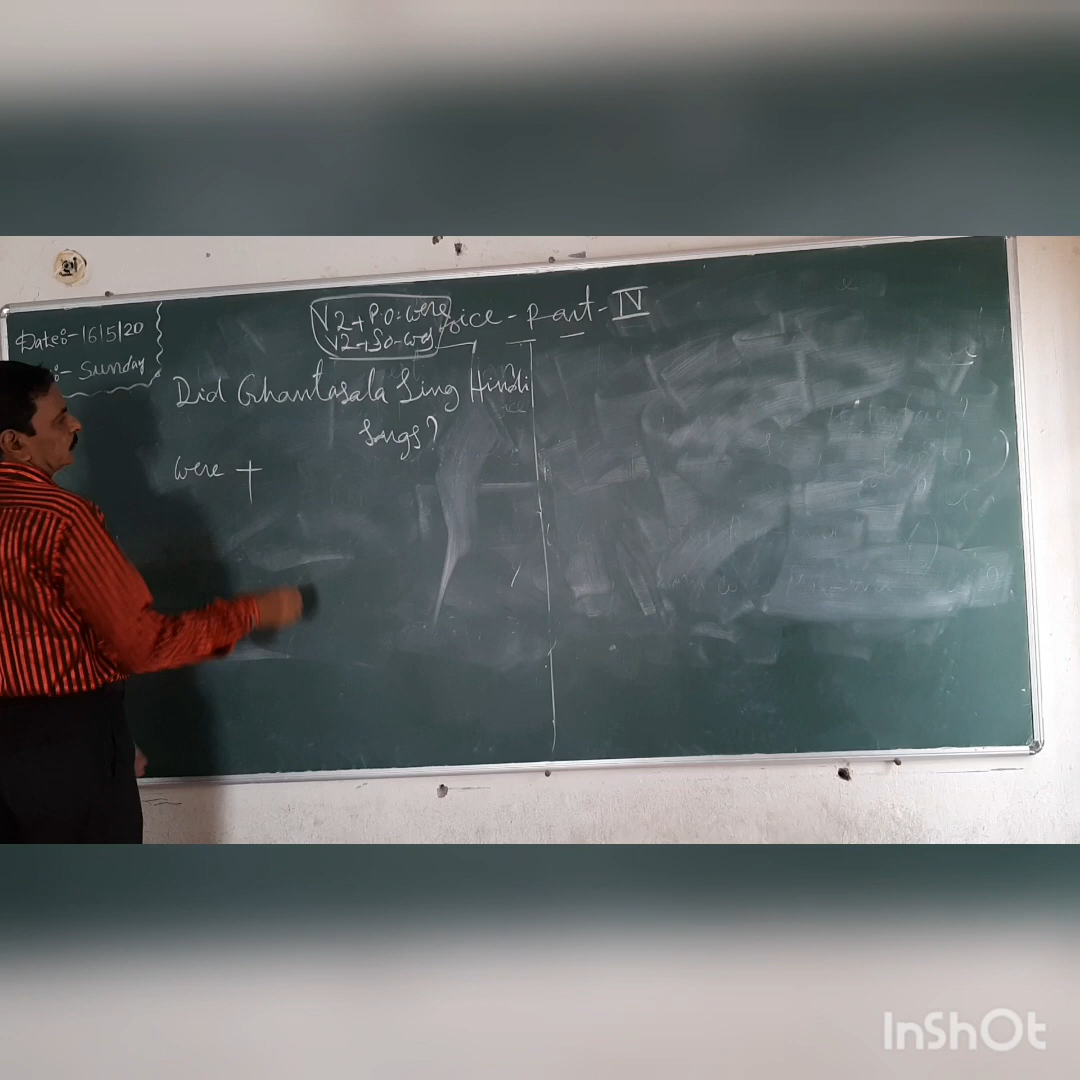 Date:-16/5/20
:- Sunday
V2+P.O:were
V2+SO-was
oice - Part - IV
Did Ghantasala Sing Hindi
Songs?
were +
InShOt